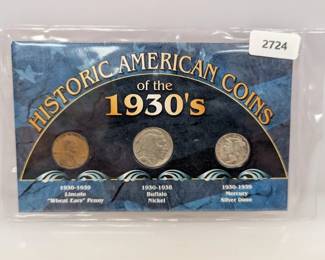 2724
HISTORIC AMERICAN COINS
of the
1930's
1930-1939
Lincoln
"Wheat Ears" Penny
1930-1938
Buffalo
Nickel
1930-1939
Mercury
Silver Dime